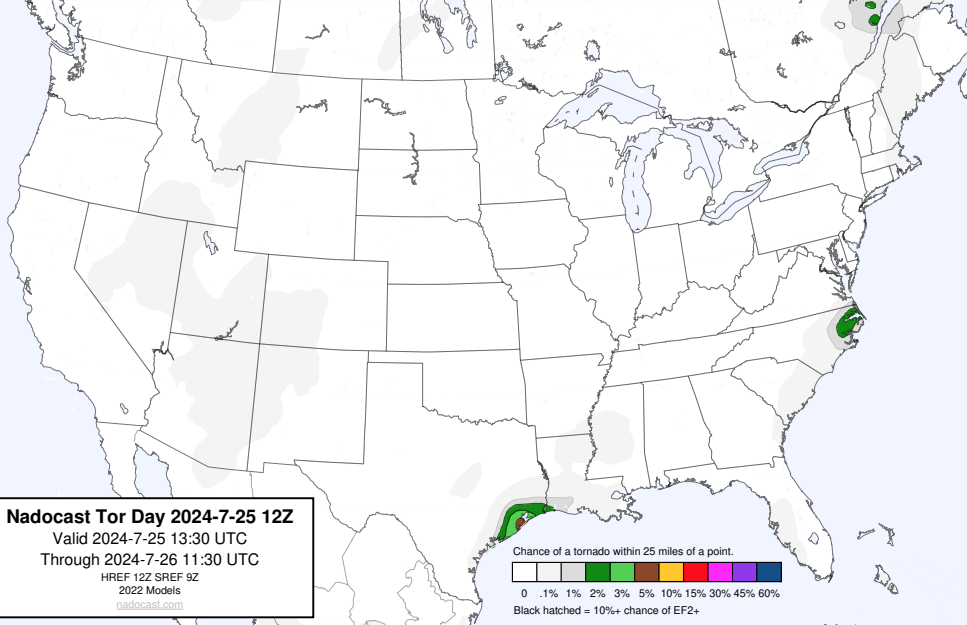 Nadocast Tor Day 2024-7-25 12Z
Valid 2024-7-25 13:30 UTC
Through 2024-7-26 11:30 UTC
HREF 12Z SREF 9Z
2022 Models
nadocast.com
Chance of a tornado within 25 miles of a point.
0 .1% 1% 2% 3% 5% 10% 15% 30% 45% 60%
Black hatched = 10%+ chance of EF2+